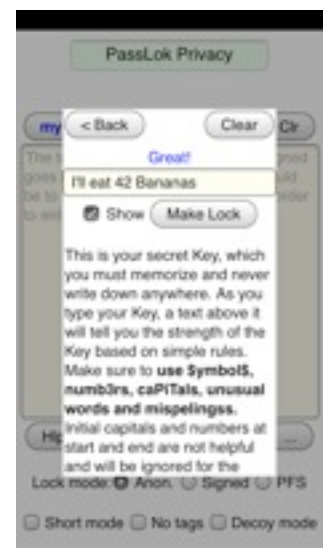 PassLok Privacy
my
< Back
Clear
Clr
Great!
I'll eat 42 Bananas
Show
Make Lock
This is your secret Key, which
you must memorize and never
write down anywhere. As you
type your Key, a text above it
will tell you the strength of the
Key based on simple rules.
Make sure to use $ymbol$,
numb3rs, caPiTals, unusual
words and mispelingss.
Initial capitals and numbers at
start and end are not helpful
and will be ignored for the
...
Lock mode: Anon. Signed PFS
Short mode No tags Decoy mode